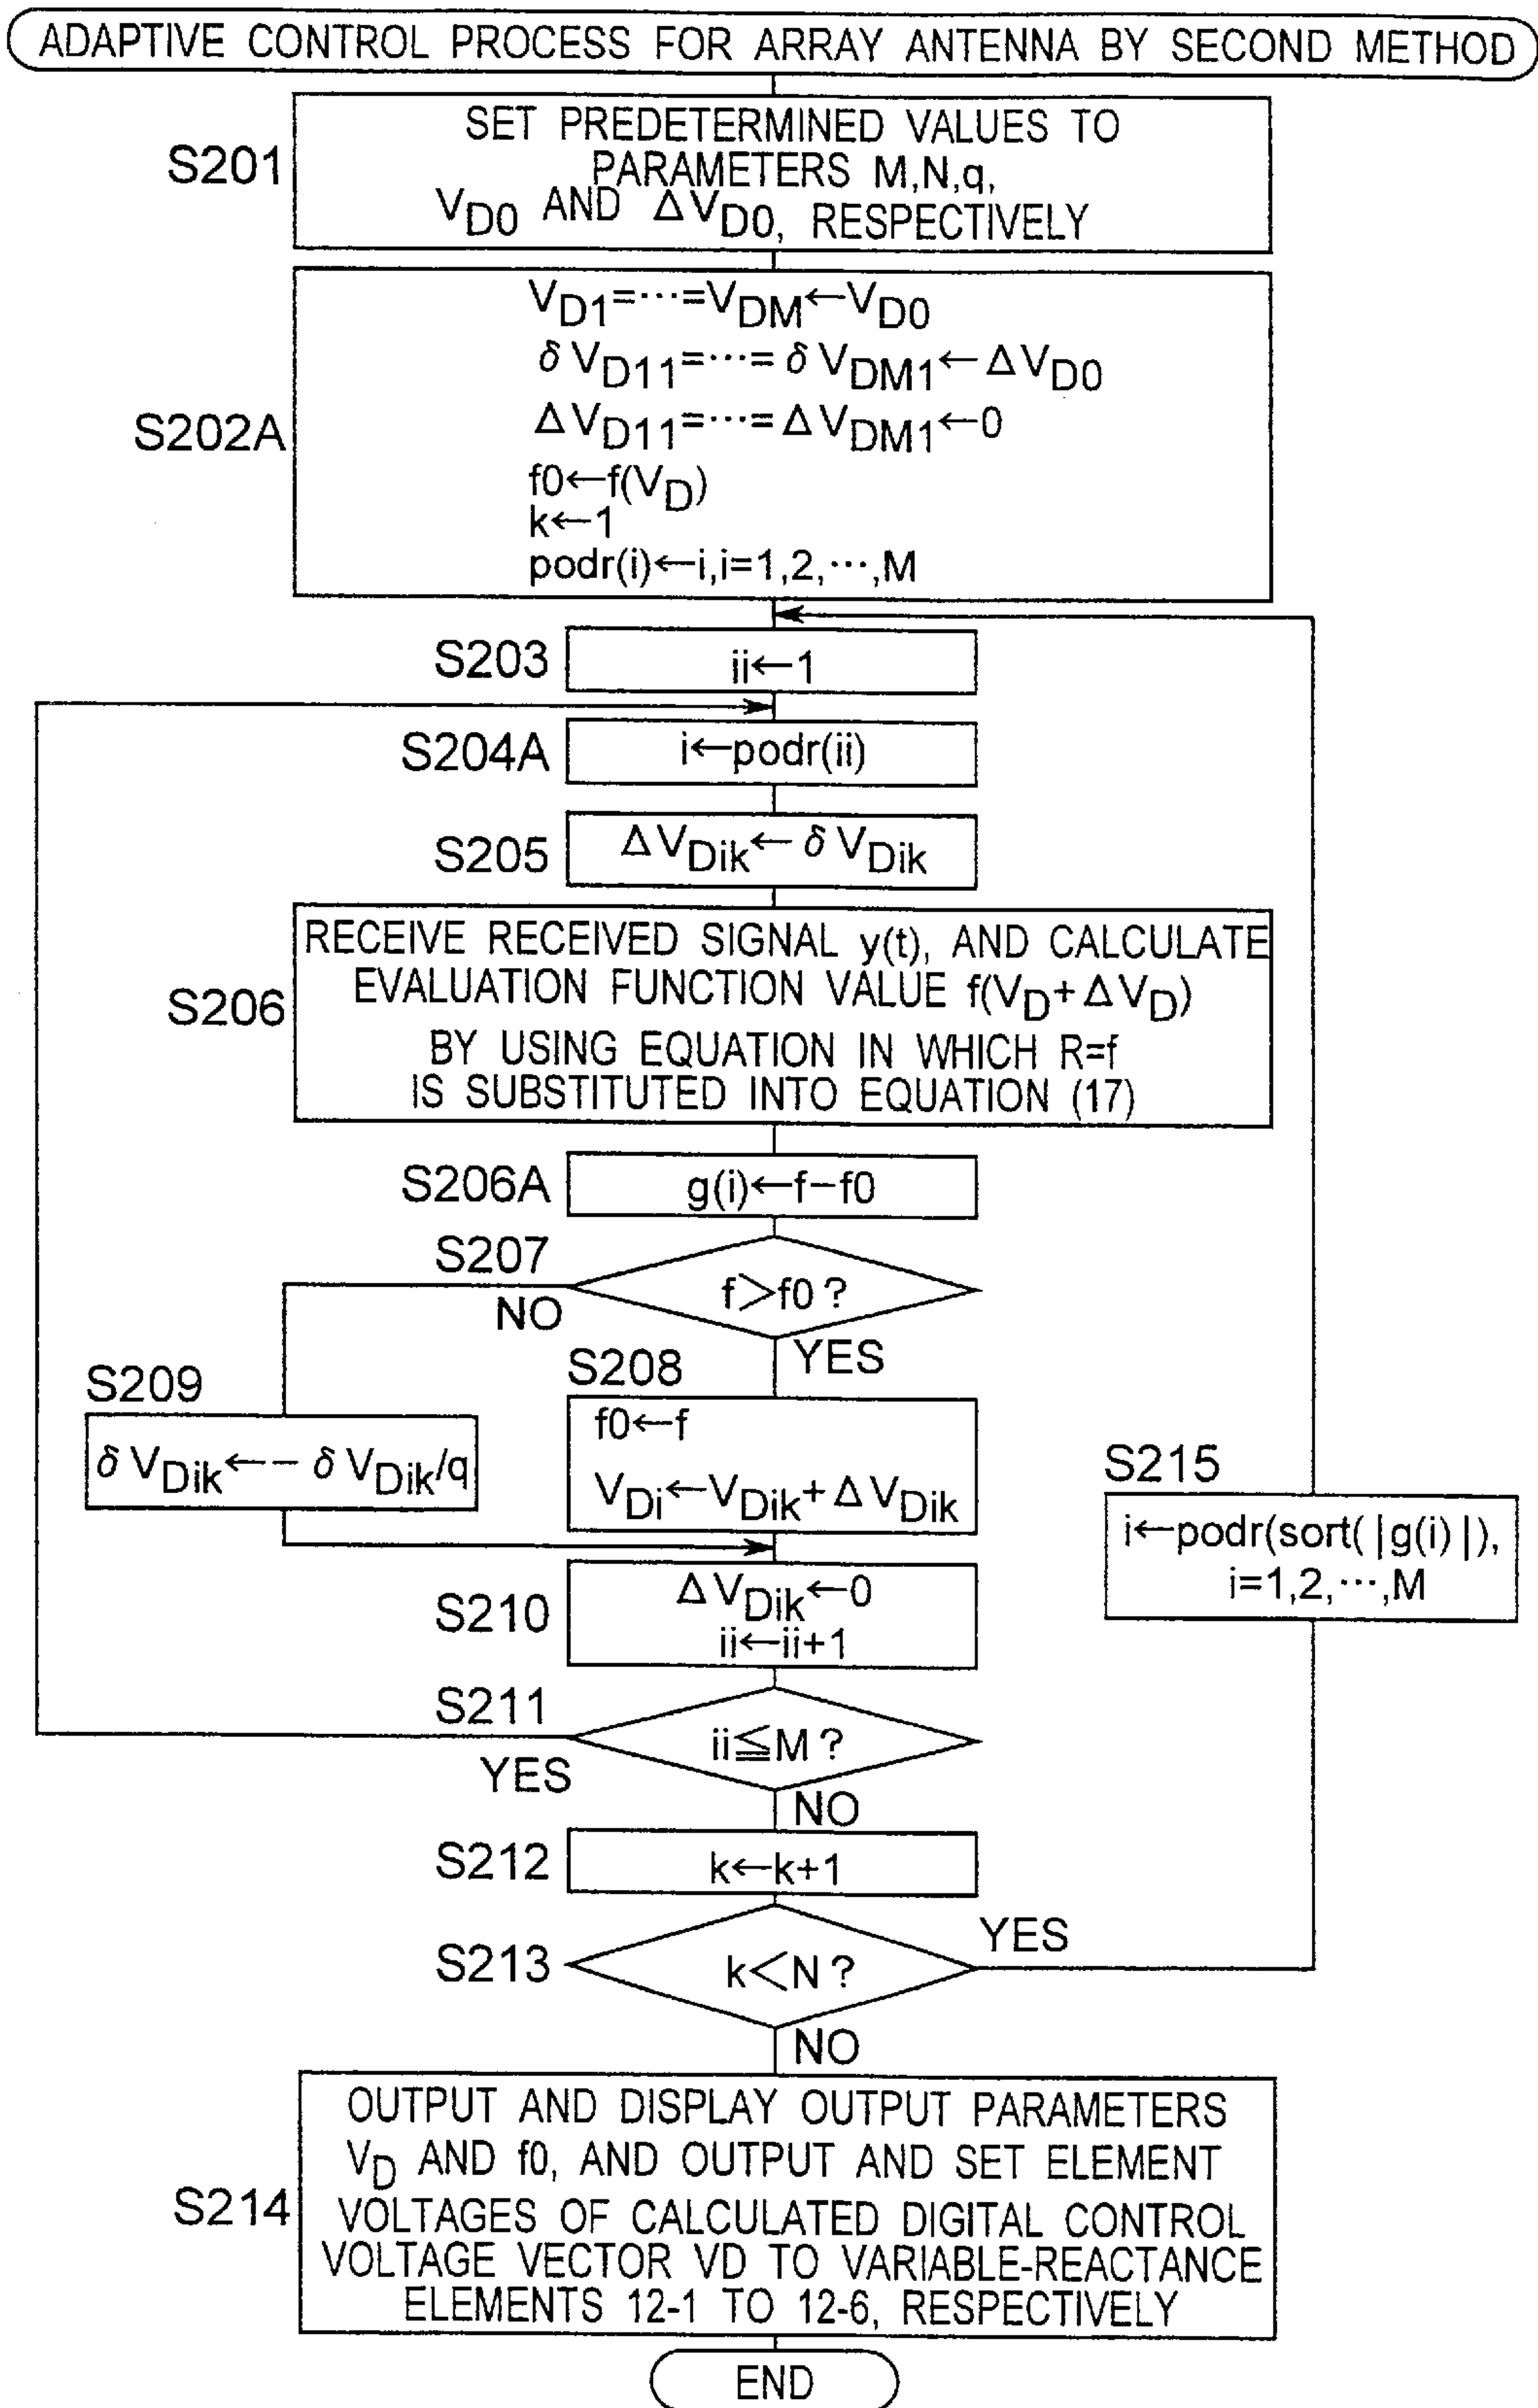 ADAPTIVE CONTROL PROCESS FOR ARRAY ANTENNA BY SECOND METHOD
S201
SET PREDETERMINED VALUES TO
PARAMETERS M,N,q,
VD0 AND ΔVD0, RESPECTIVELY
S202A
VD1=⋯=VDM←VD0
δVD11=⋯=δVDM1←ΔVD0
ΔVD11=⋯=ΔVDM1←0
f0←f(VD)
k←1
podr(i)←i,i=1,2,⋯,M
S203
ii←1
S204A
i←podr(ii)
S205
ΔVDik←δVDik
S206
RECEIVE RECEIVED SIGNAL y(t), AND CALCULATE
EVALUATION FUNCTION VALUE f(VD+ΔVD)
BY USING EQUATION IN WHICH R=f
IS SUBSTITUTED INTO EQUATION (17)
S206A
g(i)←f−f0
S207
f>f0?
NO
YES
S208
f0←f
VDi←VDik+ΔVDik
S209
δVDik←−δVDik/q
S210
ΔVDik←0
ii←ii+1
S211
ii≦M?
YES
NO
S212
k←k+1
S213
k<N?
YES
NO
S215
i←podr(sort(|g(i)|),
i=1,2,⋯,M
S214
OUTPUT AND DISPLAY OUTPUT PARAMETERS
VD AND f0, AND OUTPUT AND SET ELEMENT
VOLTAGES OF CALCULATED DIGITAL CONTROL
VOLTAGE VECTOR VD TO VARIABLE-REACTANCE
ELEMENTS 12-1 TO 12-6, RESPECTIVELY
END